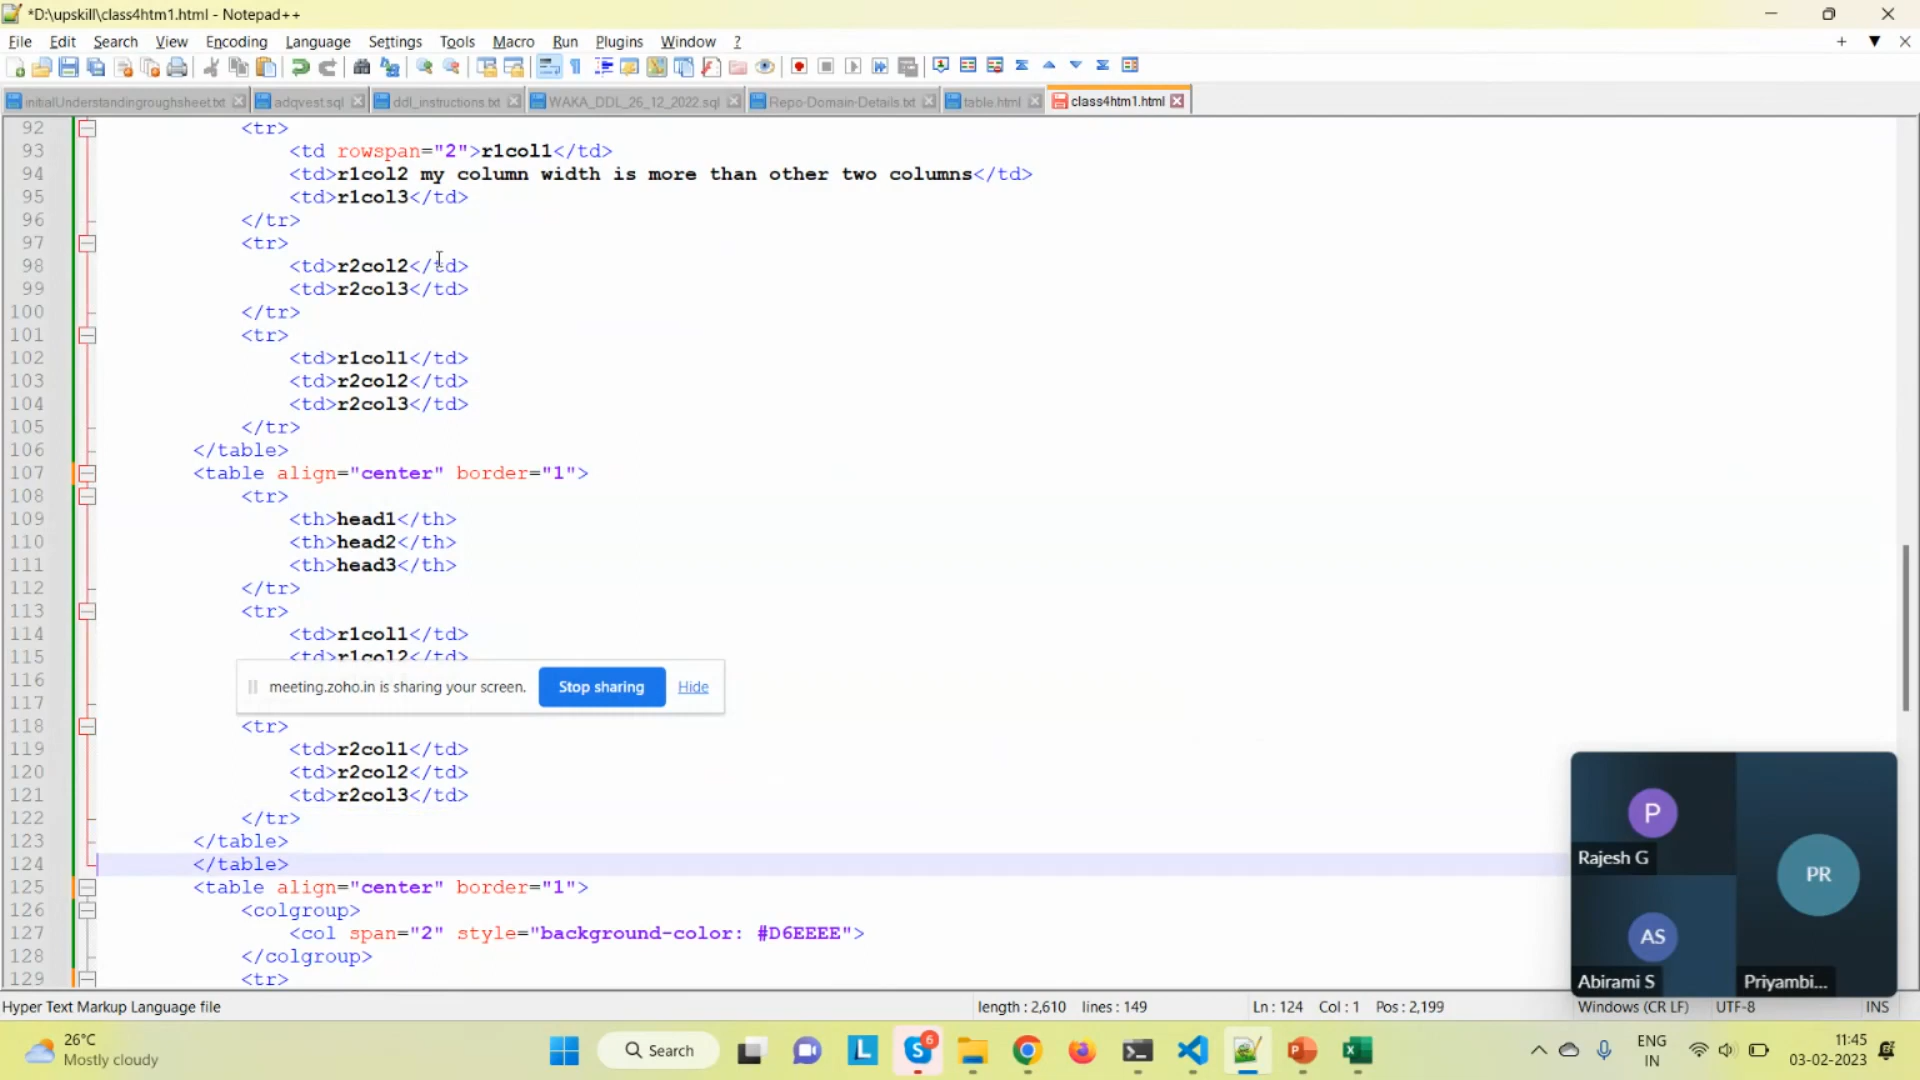 *D:\upskill\class4htm1.html - Notepad++
File Edit Search View Encoding Language Settings Tools Macro Run Plugins Window ?
initialUnderstandingroughsheet.txt adqvest.sql ddl_instructions.txt WAKA_DDL_26_12_2022.sql Repo-Domain-Details.txt table.html class4htm1.html
92 <tr>
93 <td rowspan="2">r1col1</td>
94 <td>r1col2 my column width is more than other two columns</td>
95 <td>r1col3</td>
96 </tr>
97 <tr>
98 <td>r2col2</td>
99 <td>r2col3</td>
100 </tr>
101 <tr>
102 <td>r1col1</td>
103 <td>r2col2</td>
104 <td>r2col3</td>
105 </tr>
106 </table>
107 <table align="center" border="1">
108 <tr>
109 <th>head1</th>
110 <th>head2</th>
111 <th>head3</th>
112 </tr>
113 <tr>
114 <td>r1col1</td>
115 <td>r1col2</td>
116
meeting.zoho.in is sharing your screen. Stop sharing Hide
117
118 <tr>
119 <td>r2col1</td>
120 <td>r2col2</td>
121 <td>r2col3</td>
122 </tr>
123 </table>
124 </table>
125 <table align="center" border="1">
126 <colgroup>
127 <col span="2" style="background-color: #D6EEEE">
128 </colgroup>
129 <tr>
P
Rajesh G
PR
AS
Abirami S
Priyambi...
Hyper Text Markup Language file length : 2,610 lines : 149 Ln : 124 Col : 1 Pos : 2,199 Windows (CR LF) UTF-8 INS
26°C
Mostly cloudy
Search
L
S
6
P
X
ENG
IN
11:45
03-02-2023